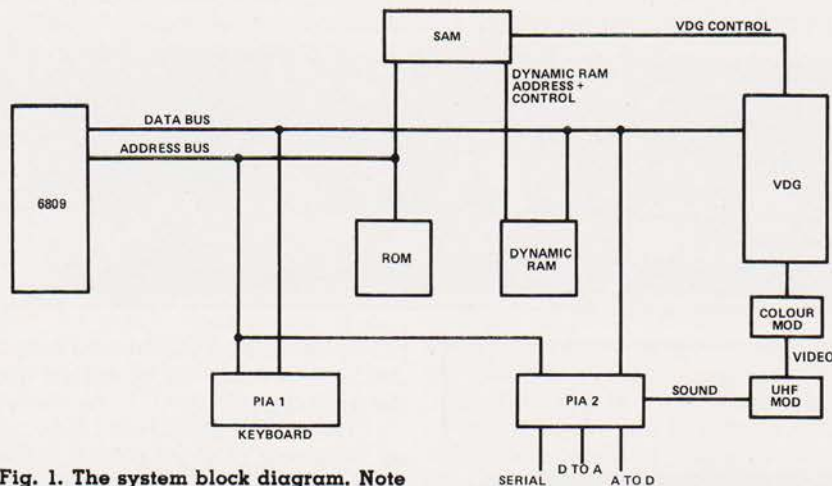 SAM
VDG CONTROL
DYNAMIC RAM
ADDRESS +
CONTROL
DATA BUS
ADDRESS BUS
6809
VDG
ROM
DYNAMIC
RAM
COLOUR
MOD
VIDEO
PIA 1
KEYBOARD
PIA 2
SOUND
UHF
MOD
SERIAL
D TO A
A TO D
Fig. 1. The system block diagram. Note